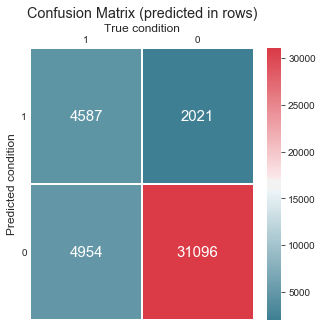 Confusion Matrix (predicted in rows)
True condition
1 0
1 4587 2021
0 4954 31096
Predicted condition
30000
25000
20000
15000
10000
5000